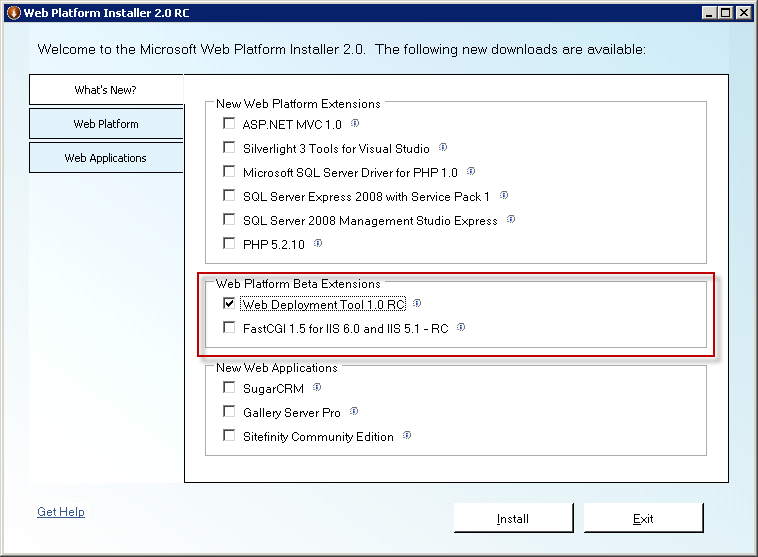 Web Platform Installer 2.0 RC
Welcome to the Microsoft Web Platform Installer 2.0. The following new downloads are available:
What's New?
Web Platform
Web Applications
New Web Platform Extensions
ASP.NET MVC 1.0
Silverlight 3 Tools for Visual Studio
Microsoft SQL Server Driver for PHP 1.0
SQL Server Express 2008 with Service Pack 1
SQL Server 2008 Management Studio Express
PHP 5.2.10
Web Platform Beta Extensions
Web Deployment Tool 1.0 RC
FastCGI 1.5 for IIS 6.0 and IIS 5.1 - RC
New Web Applications
SugarCRM
Gallery Server Pro
Sitefinity Community Edition
Get Help
Install
Exit